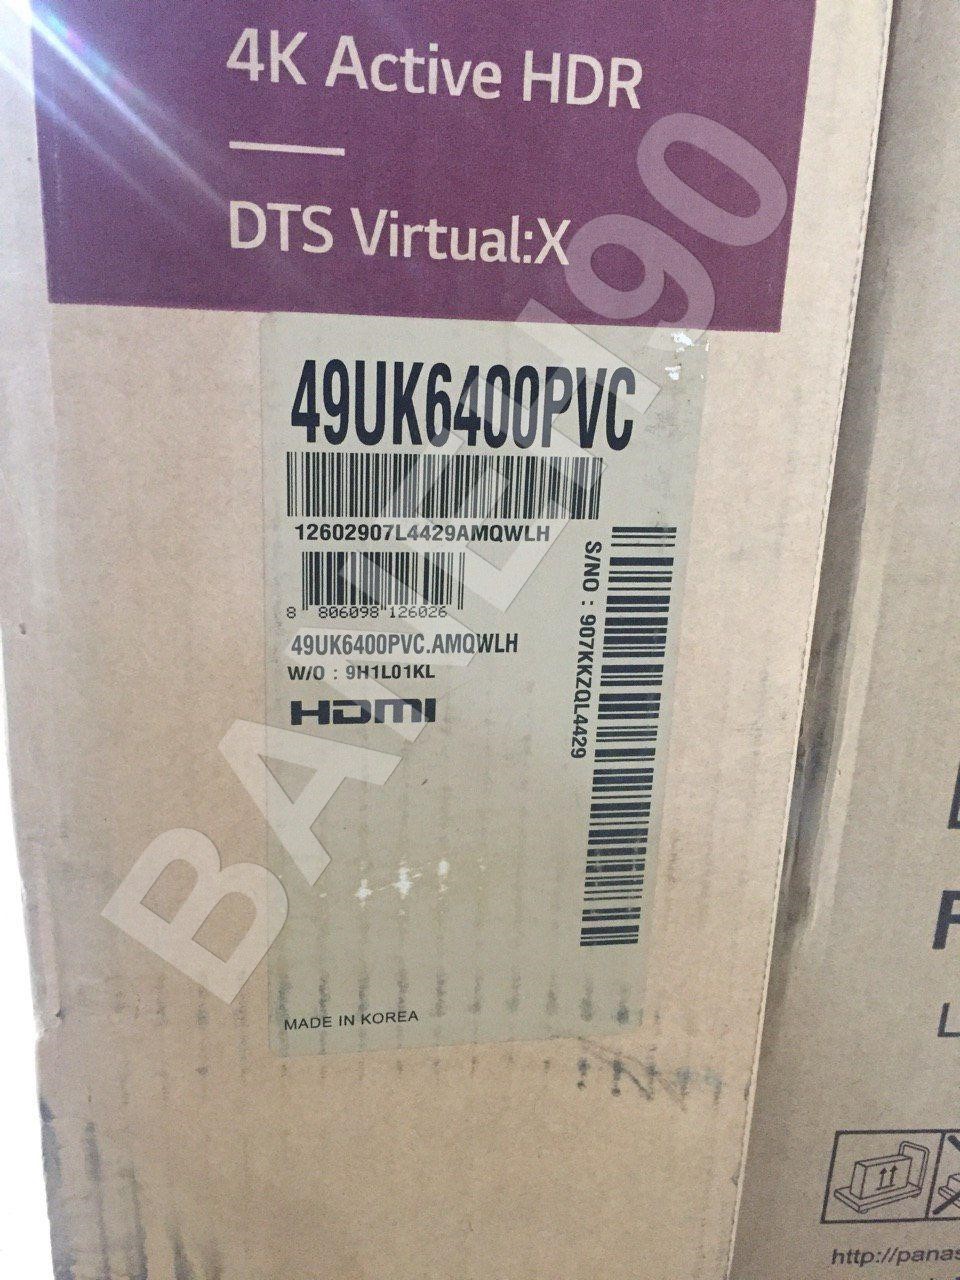 4K Active HDR
DTS Virtual:X
49UK6400PVC
12602907L4429AMQWLH
8 806098 126026
49UK6400PVC.AMQWLH
W/O : 9H1L01KL
HDMI
S/NO : 907KKZQL4429
MADE IN KOREA
http://panas